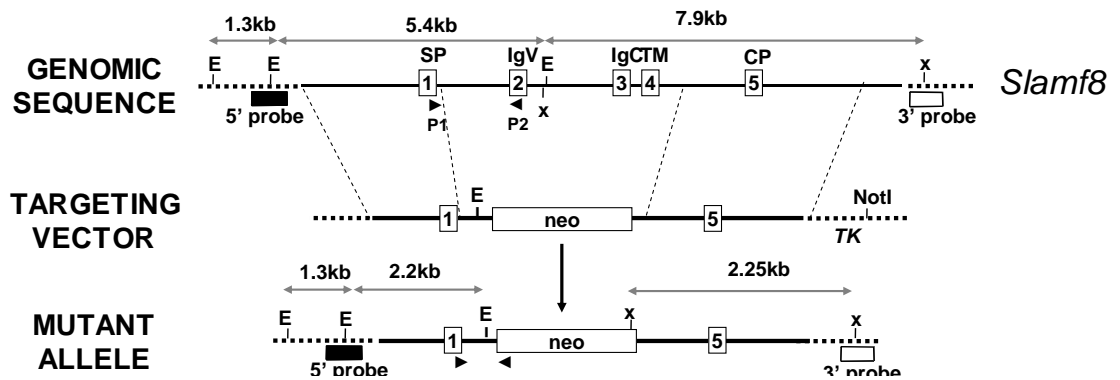 1.3kb 5.4kb 7.9kb
SP IgV E IgC TM CP
E E x
GENOMIC SEQUENCE 1 2 3 4 5 Slamf8
5' probe P1 P2 x 3' probe
E NotI
TARGETING VECTOR 1 neo 5
TK
1.3kb 2.2kb 2.25kb
E E E x x
MUTANT ALLELE 1 neo 5
5' probe 3' probe